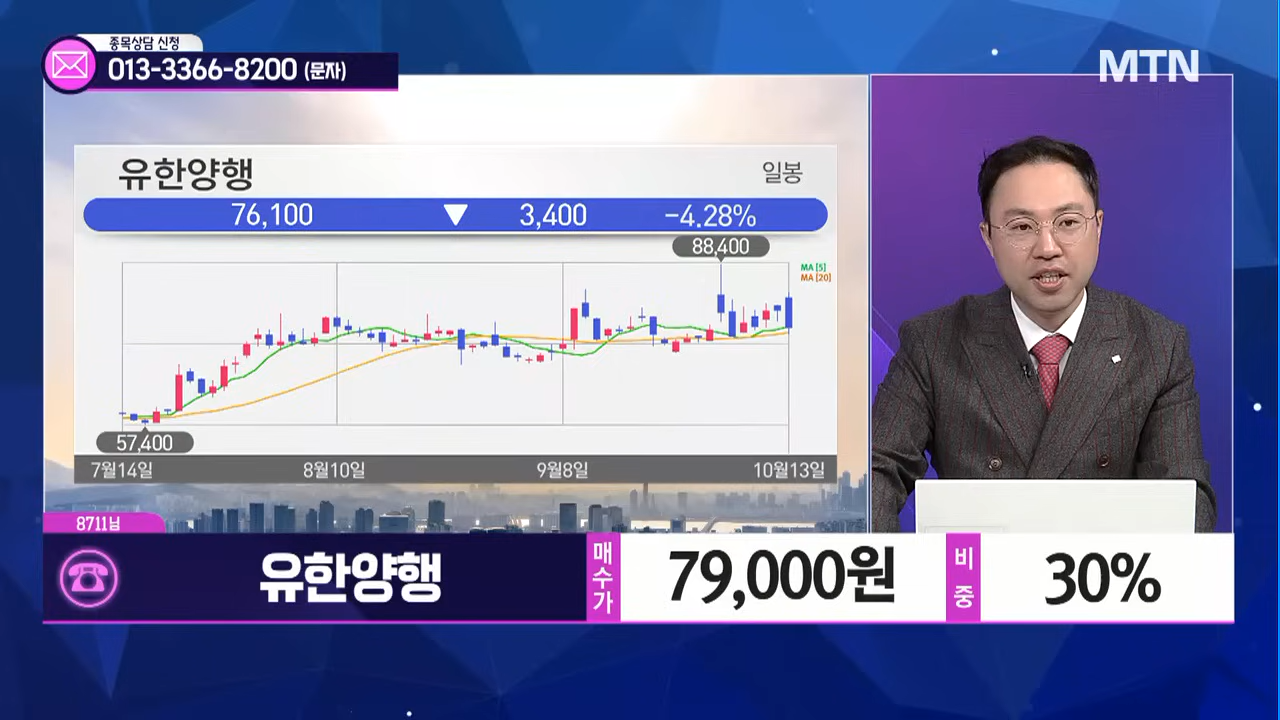 종목상담 신청
013-3366-8200 (문자)
MTN
유한양행
일봉
76,100 ▼ 3,400 -4.28%
88,400
MA [5]
MA [20]
57,400
7월14일 8월10일 9월8일 10월13일
8711님
유한양행
매수가
79,000원
비중
30%